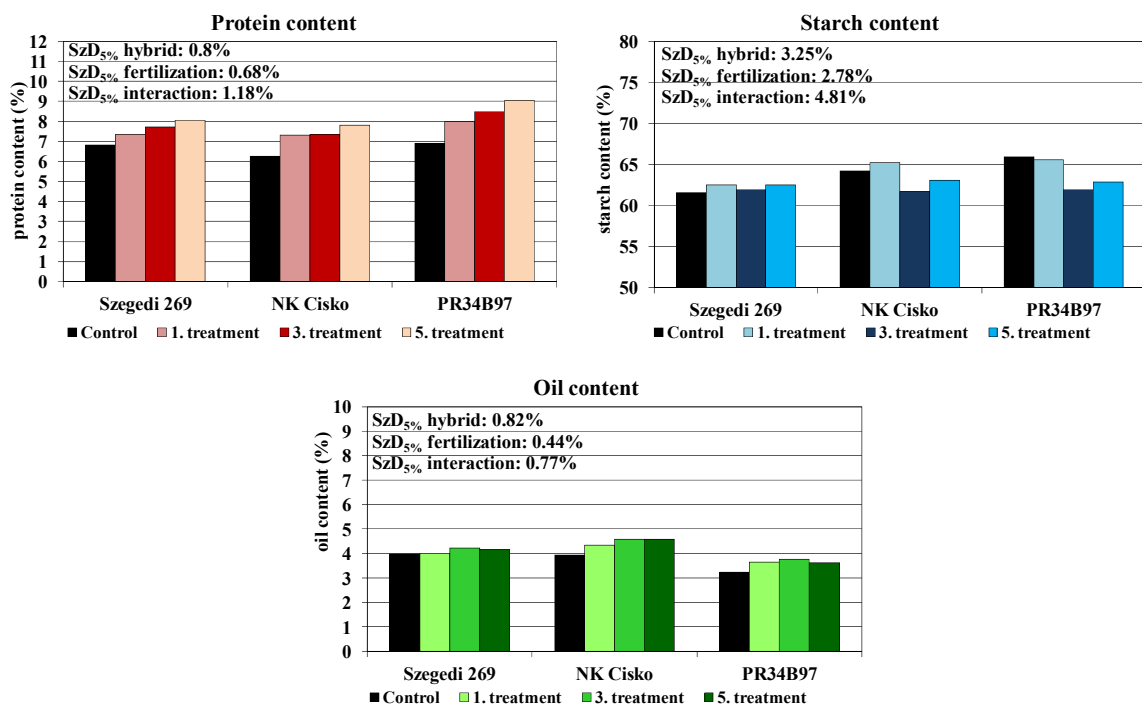 Protein content
SzD5% hybrid: 0.8%
SzD5% fertilization: 0.68%
SzD5% interaction: 1.18%
protein content (%)
12
11
10
9
8
7
6
5
4
3
2
1
0
Szegedi 269 NK Cisko PR34B97
Control 1. treatment 3. treatment 5. treatment
Starch content
SzD5% hybrid: 3.25%
SzD5% fertilization: 2.78%
SzD5% interaction: 4.81%
starch content (%)
80
75
70
65
60
55
50
Szegedi 269 NK Cisko PR34B97
Control 1. treatment 3. treatment 5. treatment
Oil content
SzD5% hybrid: 0.82%
SzD5% fertilization: 0.44%
SzD5% interaction: 0.77%
oil content (%)
10
9
8
7
6
5
4
3
2
1
0
Szegedi 269 NK Cisko PR34B97
Control 1. treatment 3. treatment 5. treatment